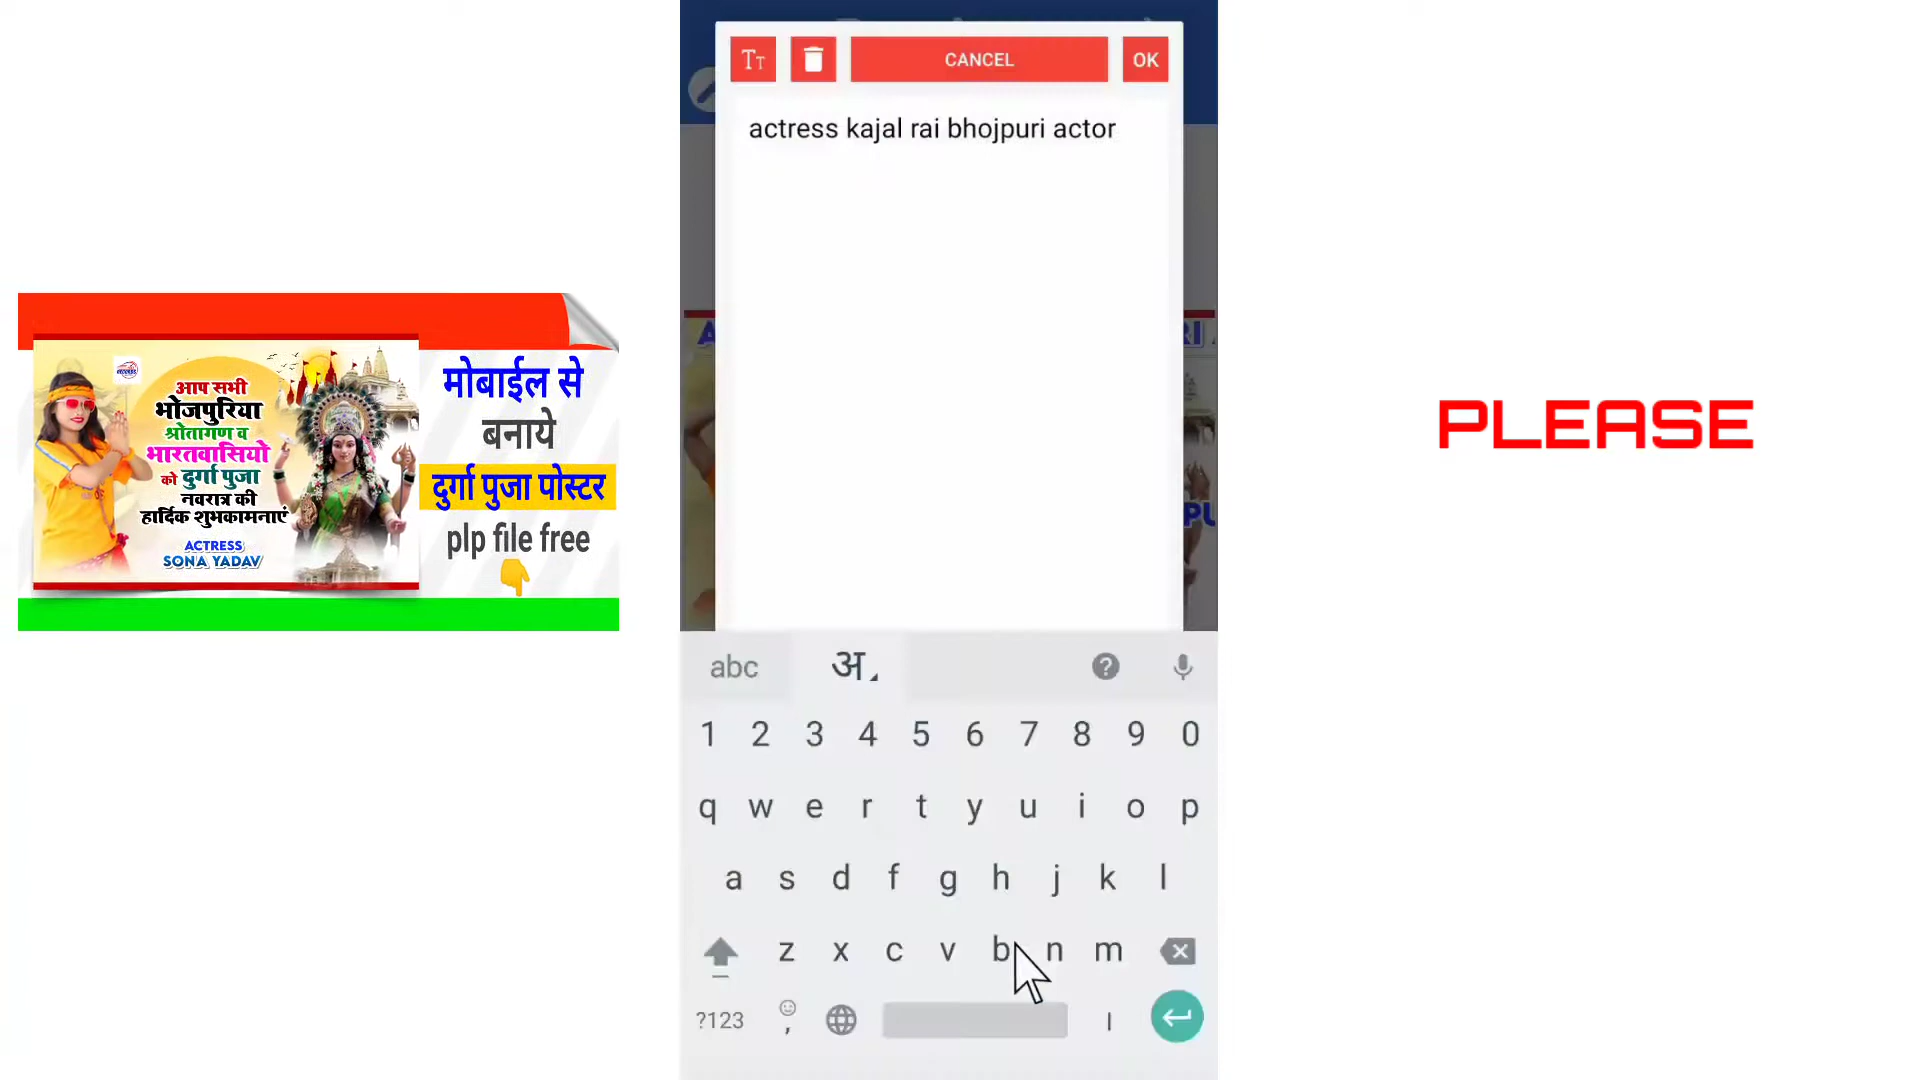 आप सभी
भोजपुरिया
श्रोतागण व
भारतवासियो
को दुर्गा पुजा
नवरात्र की
हार्दिक शुभकामनाएं
ACTRESS
SONA YADAV
मोबाईल से
बनाये
दुर्गा पुजा पोस्टर
plp file free
TT
CANCEL
OK
actress kajal rai bhojpuri actor
abc
अ
1 2 3 4 5 6 7 8 9 0
q w e r t y u i o p
a s d f g h j k l
z x c v b n m
?123 , ।
PLEASE